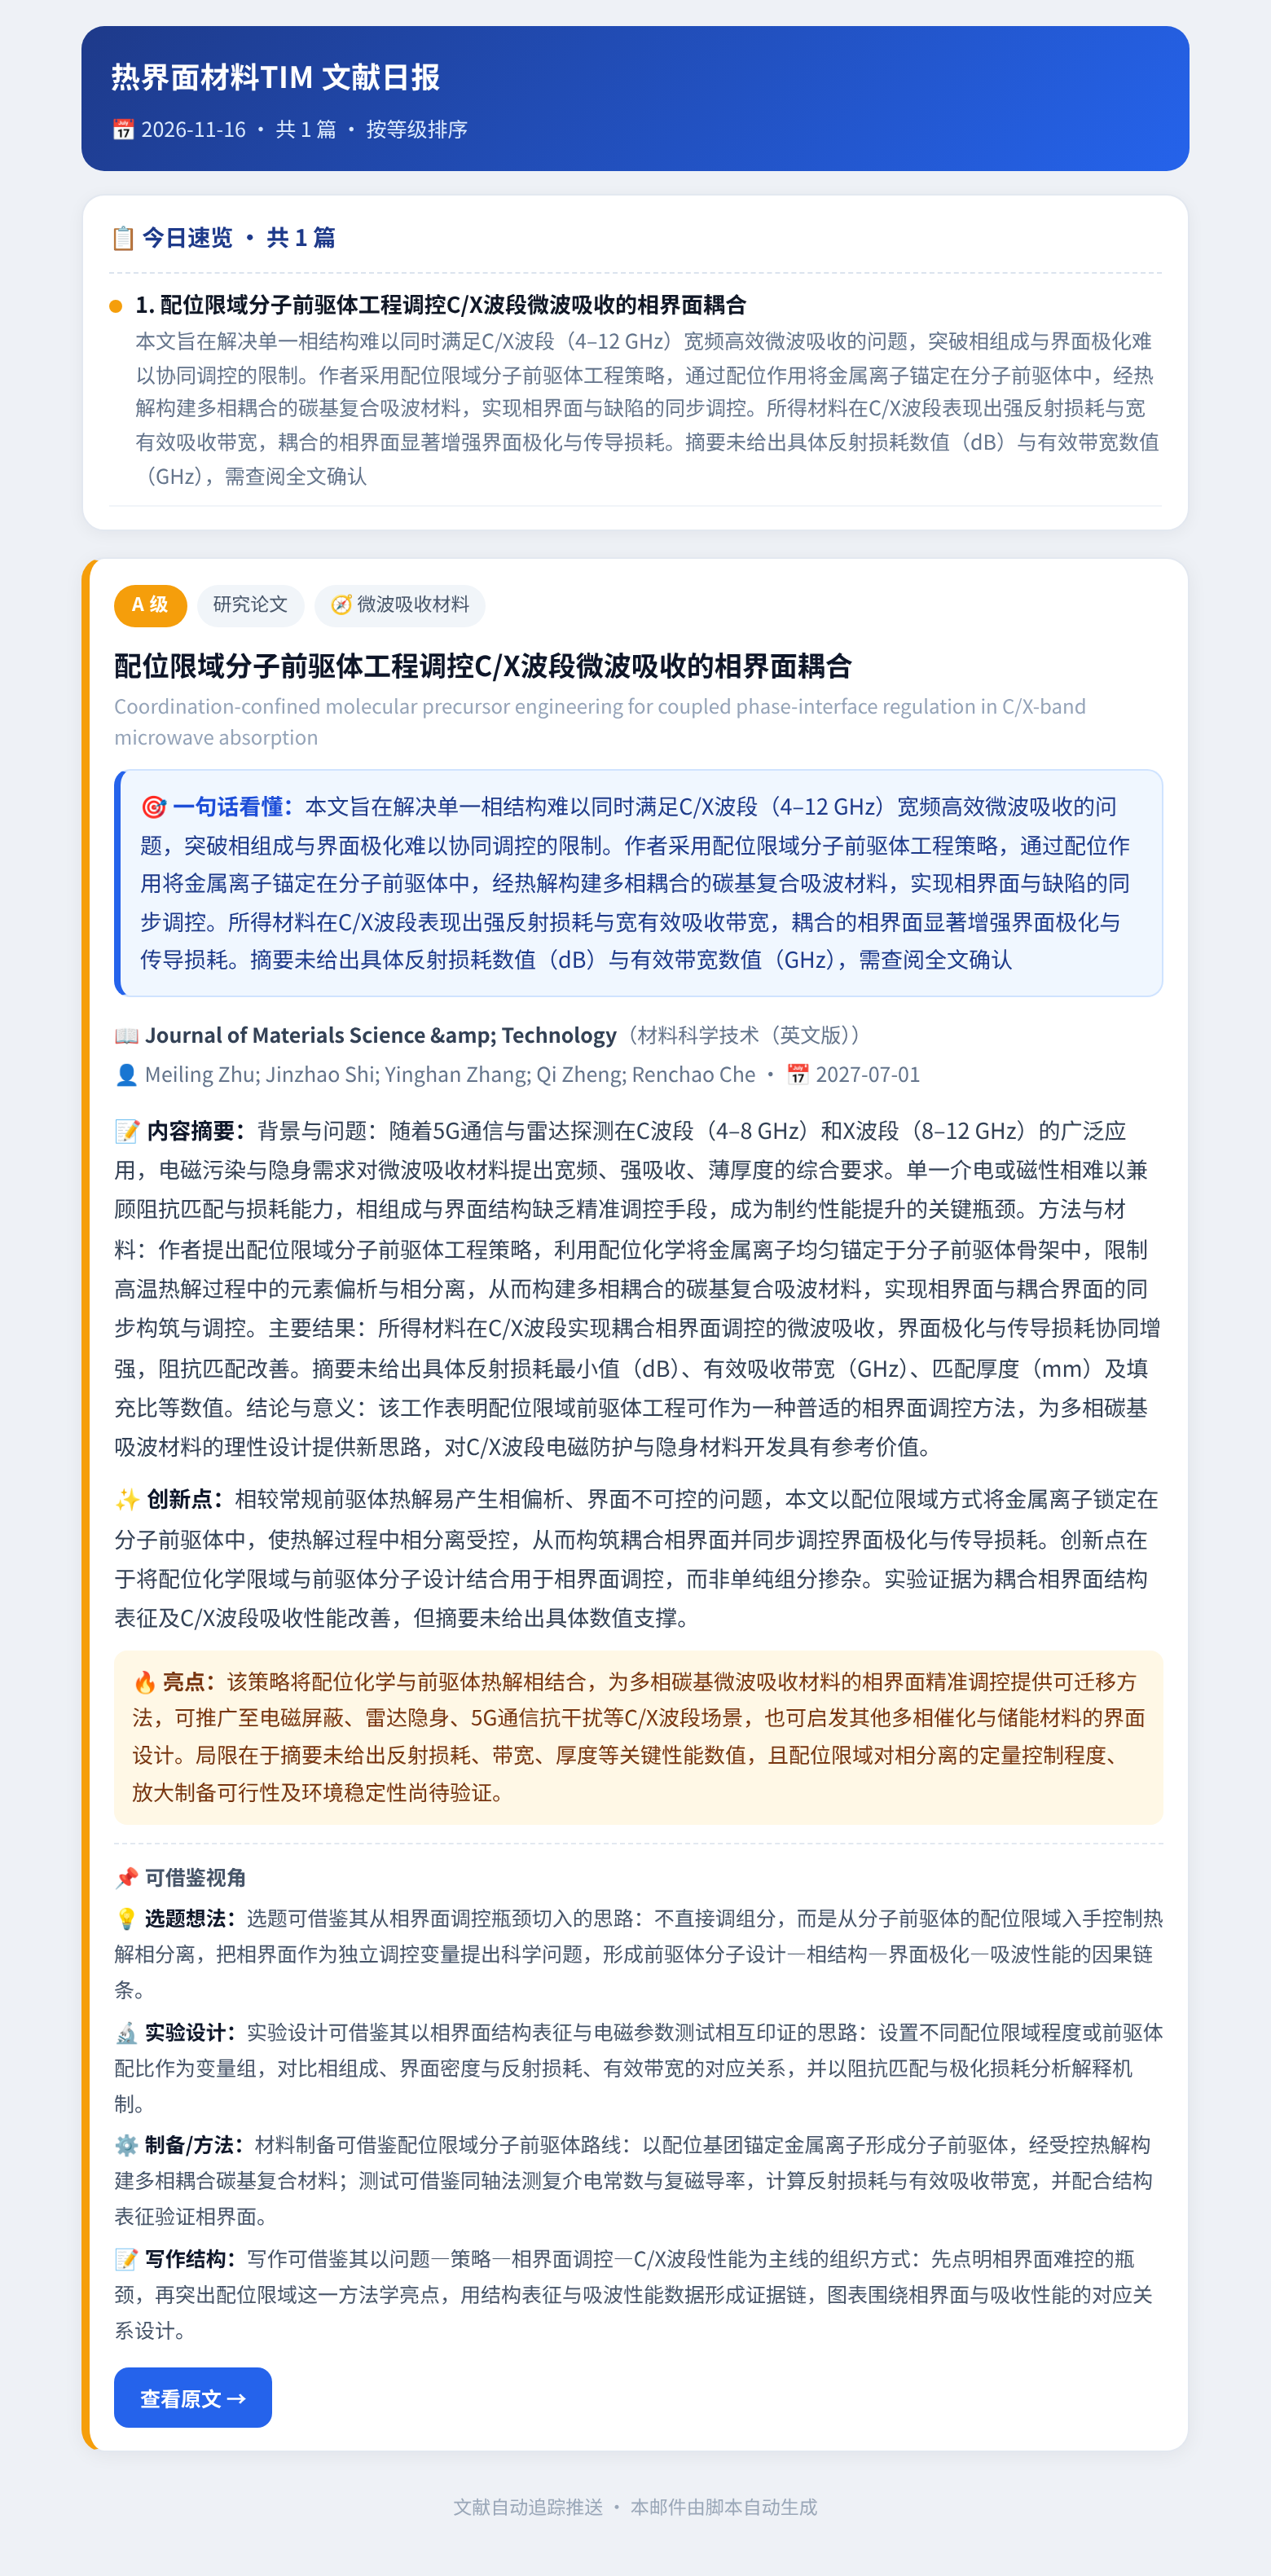 热界面材料TIM 文献日报
📅 2026-11-16 · 共 1 篇 · 按等级排序
📋 今日速览 · 共 1 篇
1. 配位限域分子前驱体工程调控C/X波段微波吸收的相界面耦合
本文旨在解决单一相结构难以同时满足C/X波段（4–12 GHz）宽频高效微波吸收的问题，突破相组成与界面极化难
以协同调控的限制。作者采用配位限域分子前驱体工程策略，通过配位作用将金属离子锚定在分子前驱体中，经热
解构建多相耦合的碳基复合吸波材料，实现相界面与缺陷的同步调控。所得材料在C/X波段表现出强反射损耗与宽
有效吸收带宽，耦合的相界面显著增强界面极化与传导损耗。摘要未给出具体反射损耗数值（dB）与有效带宽数值
（GHz），需查阅全文确认
A 级 研究论文 🧭 微波吸收材料
配位限域分子前驱体工程调控C/X波段微波吸收的相界面耦合
Coordination-confined molecular precursor engineering for coupled phase-interface regulation in C/X-band
microwave absorption
🎯 一句话看懂：本文旨在解决单一相结构难以同时满足C/X波段（4–12 GHz）宽频高效微波吸收的问
题，突破相组成与界面极化难以协同调控的限制。作者采用配位限域分子前驱体工程策略，通过配位作
用将金属离子锚定在分子前驱体中，经热解构建多相耦合的碳基复合吸波材料，实现相界面与缺陷的同
步调控。所得材料在C/X波段表现出强反射损耗与宽有效吸收带宽，耦合的相界面显著增强界面极化与
传导损耗。摘要未给出具体反射损耗数值（dB）与有效带宽数值（GHz），需查阅全文确认
📖 Journal of Materials Science &amp; Technology（材料科学技术（英文版））
👤 Meiling Zhu; Jinzhao Shi; Yinghan Zhang; Qi Zheng; Renchao Che · 📅 2027-07-01
📝 内容摘要：背景与问题：随着5G通信与雷达探测在C波段（4–8 GHz）和X波段（8–12 GHz）的广泛应
用，电磁污染与隐身需求对微波吸收材料提出宽频、强吸收、薄厚度的综合要求。单一介电或磁性相难以兼
顾阻抗匹配与损耗能力，相组成与界面结构缺乏精准调控手段，成为制约性能提升的关键瓶颈。方法与材
料：作者提出配位限域分子前驱体工程策略，利用配位化学将金属离子均匀锚定于分子前驱体骨架中，限制
高温热解过程中的元素偏析与相分离，从而构建多相耦合的碳基复合吸波材料，实现相界面与耦合界面的同
步构筑与调控。主要结果：所得材料在C/X波段实现耦合相界面调控的微波吸收，界面极化与传导损耗协同增
强，阻抗匹配改善。摘要未给出具体反射损耗最小值（dB）、有效吸收带宽（GHz）、匹配厚度（mm）及填
充比等数值。结论与意义：该工作表明配位限域前驱体工程可作为一种普适的相界面调控方法，为多相碳基
吸波材料的理性设计提供新思路，对C/X波段电磁防护与隐身材料开发具有参考价值。
✨ 创新点：相较常规前驱体热解易产生相偏析、界面不可控的问题，本文以配位限域方式将金属离子锁定在
分子前驱体中，使热解过程中相分离受控，从而构筑耦合相界面并同步调控界面极化与传导损耗。创新点在
于将配位化学限域与前驱体分子设计结合用于相界面调控，而非单纯组分掺杂。实验证据为耦合相界面结构
表征及C/X波段吸收性能改善，但摘要未给出具体数值支撑。
🔥 亮点：该策略将配位化学与前驱体热解相结合，为多相碳基微波吸收材料的相界面精准调控提供可迁移方
法，可推广至电磁屏蔽、雷达隐身、5G通信抗干扰等C/X波段场景，也可启发其他多相催化与储能材料的界面
设计。局限在于摘要未给出反射损耗、带宽、厚度等关键性能数值，且配位限域对相分离的定量控制程度、
放大制备可行性及环境稳定性尚待验证。
📌 可借鉴视角
💡 选题想法：选题可借鉴其从相界面调控瓶颈切入的思路：不直接调组分，而是从分子前驱体的配位限域入手控制热
解相分离，把相界面作为独立调控变量提出科学问题，形成前驱体分子设计—相结构—界面极化—吸波性能的因果链
条。
🔬 实验设计：实验设计可借鉴其以相界面结构表征与电磁参数测试相互印证的思路：设置不同配位限域程度或前驱体
配比作为变量组，对比相组成、界面密度与反射损耗、有效带宽的对应关系，并以阻抗匹配与极化损耗分析解释机
制。
⚙️ 制备/方法：材料制备可借鉴配位限域分子前驱体路线：以配位基团锚定金属离子形成分子前驱体，经受控热解构
建多相耦合碳基复合材料；测试可借鉴同轴法测复介电常数与复磁导率，计算反射损耗与有效吸收带宽，并配合结构
表征验证相界面。
📝 写作结构：写作可借鉴其以问题—策略—相界面调控—C/X波段性能为主线的组织方式：先点明相界面难控的瓶
颈，再突出配位限域这一方法学亮点，用结构表征与吸波性能数据形成证据链，图表围绕相界面与吸收性能的对应关
系设计。
查看原文 →
文献自动追踪推送 · 本邮件由脚本自动生成